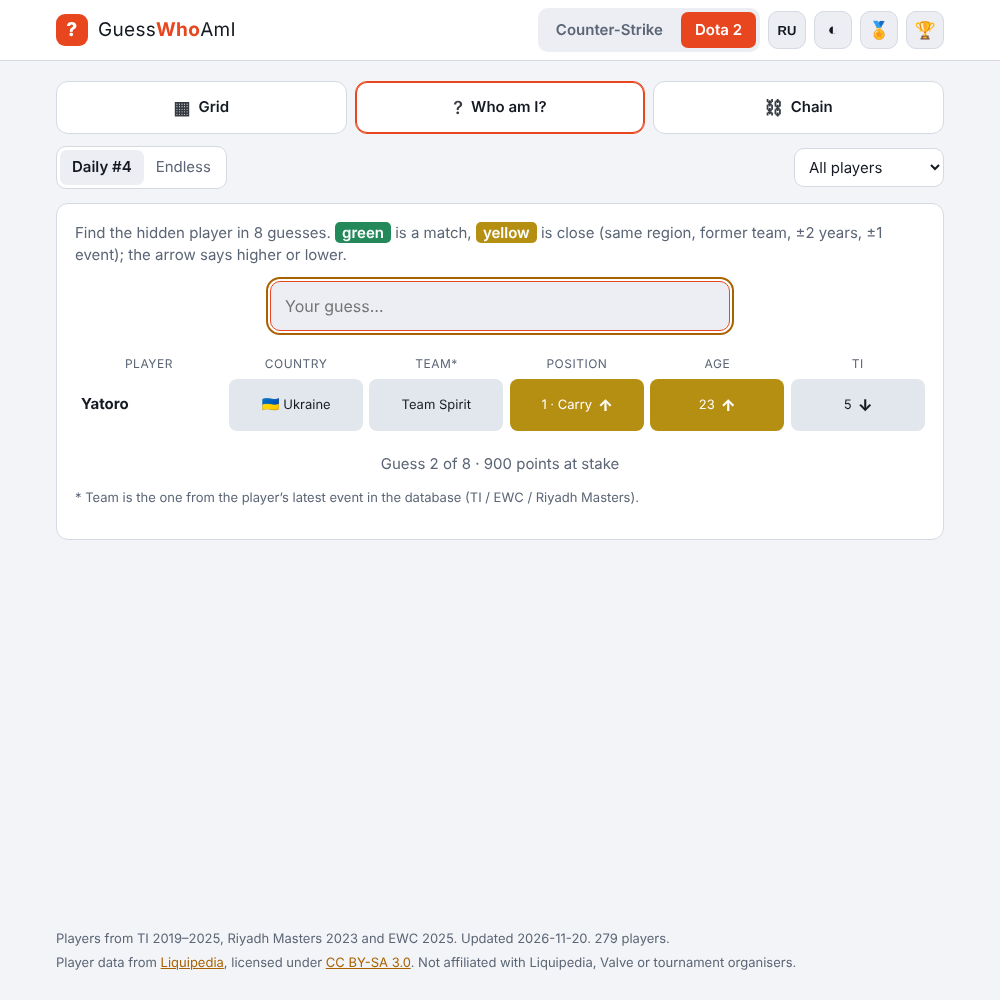 ? GuessWhoAmI
Counter-Strike Dota 2 RU
Grid
? Who am I?
Chain
Daily #4 Endless
All players
Find the hidden player in 8 guesses. green is a match, yellow is close (same region, former team, ±2 years, ±1
event); the arrow says higher or lower.
Your guess…
PLAYER COUNTRY TEAM* POSITION AGE TI
Yatoro 🇺🇦 Ukraine Team Spirit 1 · Carry ↑ 23 ↑ 5 ↓
Guess 2 of 8 · 900 points at stake
* Team is the one from the player’s latest event in the database (TI / EWC / Riyadh Masters).
Players from TI 2019–2025, Riyadh Masters 2023 and EWC 2025. Updated 2026-11-20. 279 players.
Player data from Liquipedia, licensed under CC BY-SA 3.0. Not affiliated with Liquipedia, Valve or tournament organisers.